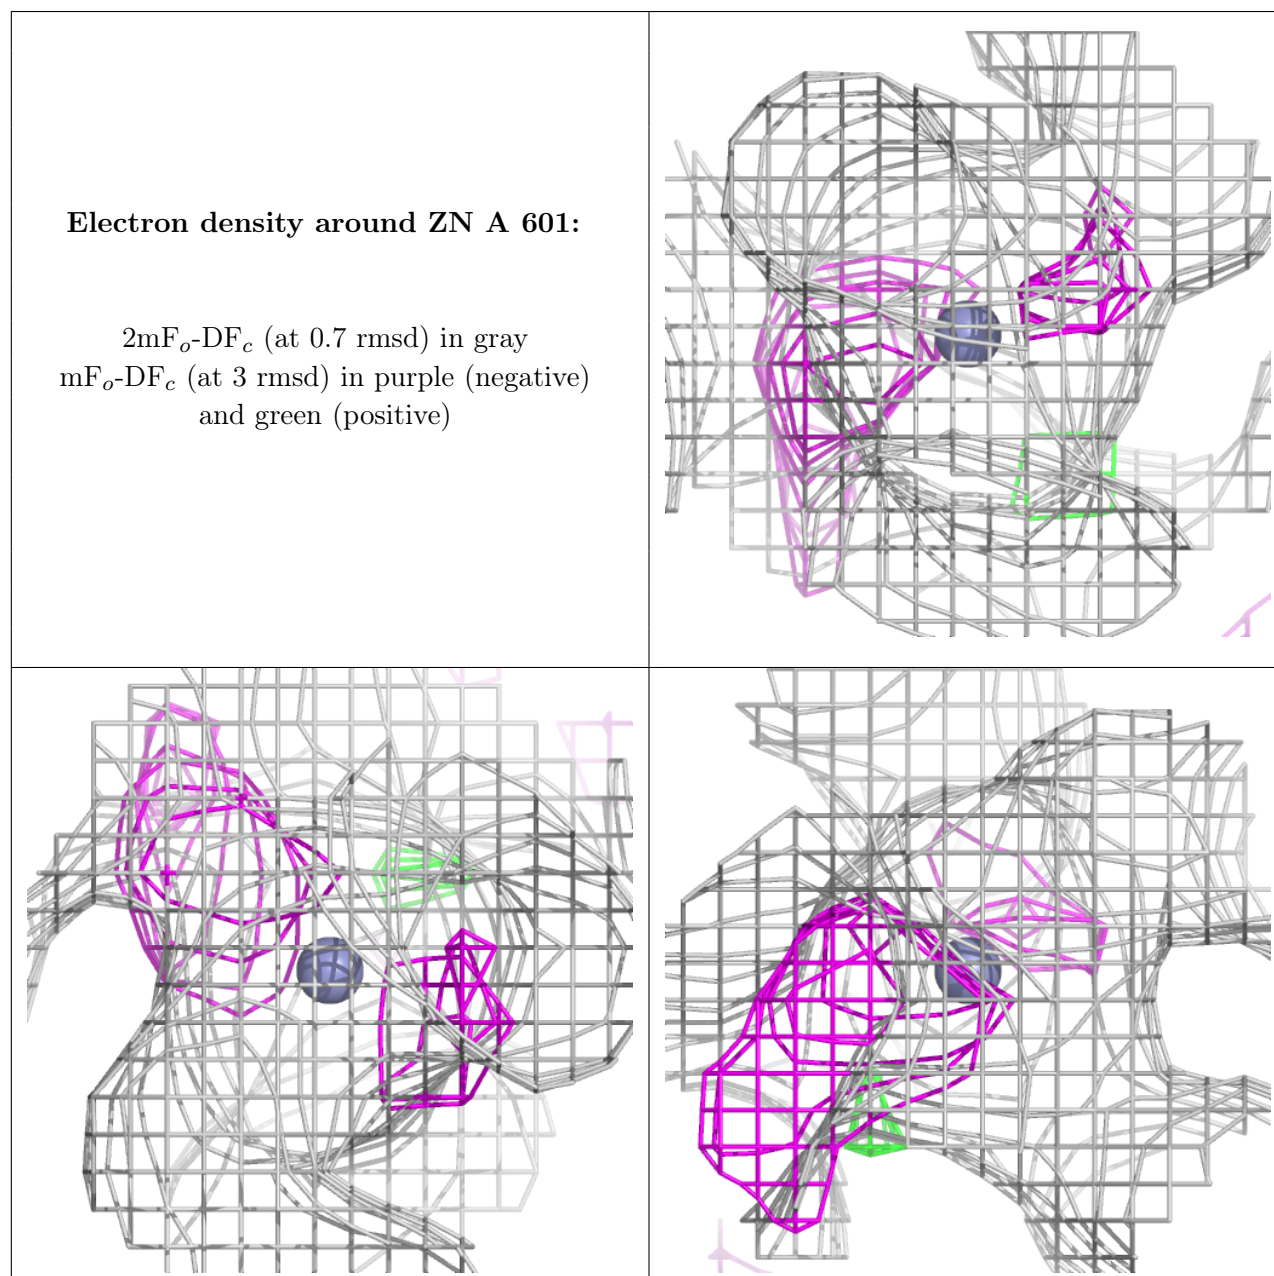 Electron density around ZN A 601:
2mFo-DFc (at 0.7 rmsd) in gray
mFo-DFc (at 3 rmsd) in purple (negative)
and green (positive)